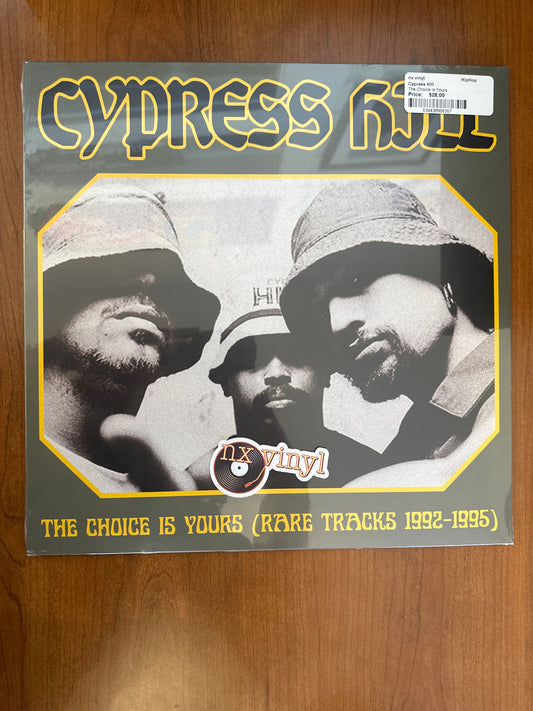 CYPRESS HILL
nx vinyl HipHop
Cypress Hill
The Choice is Yours
Price: $28.00
HI
nx vinyl
THE CHOICE IS YOURS (RARE TRACKS 1992-1995)